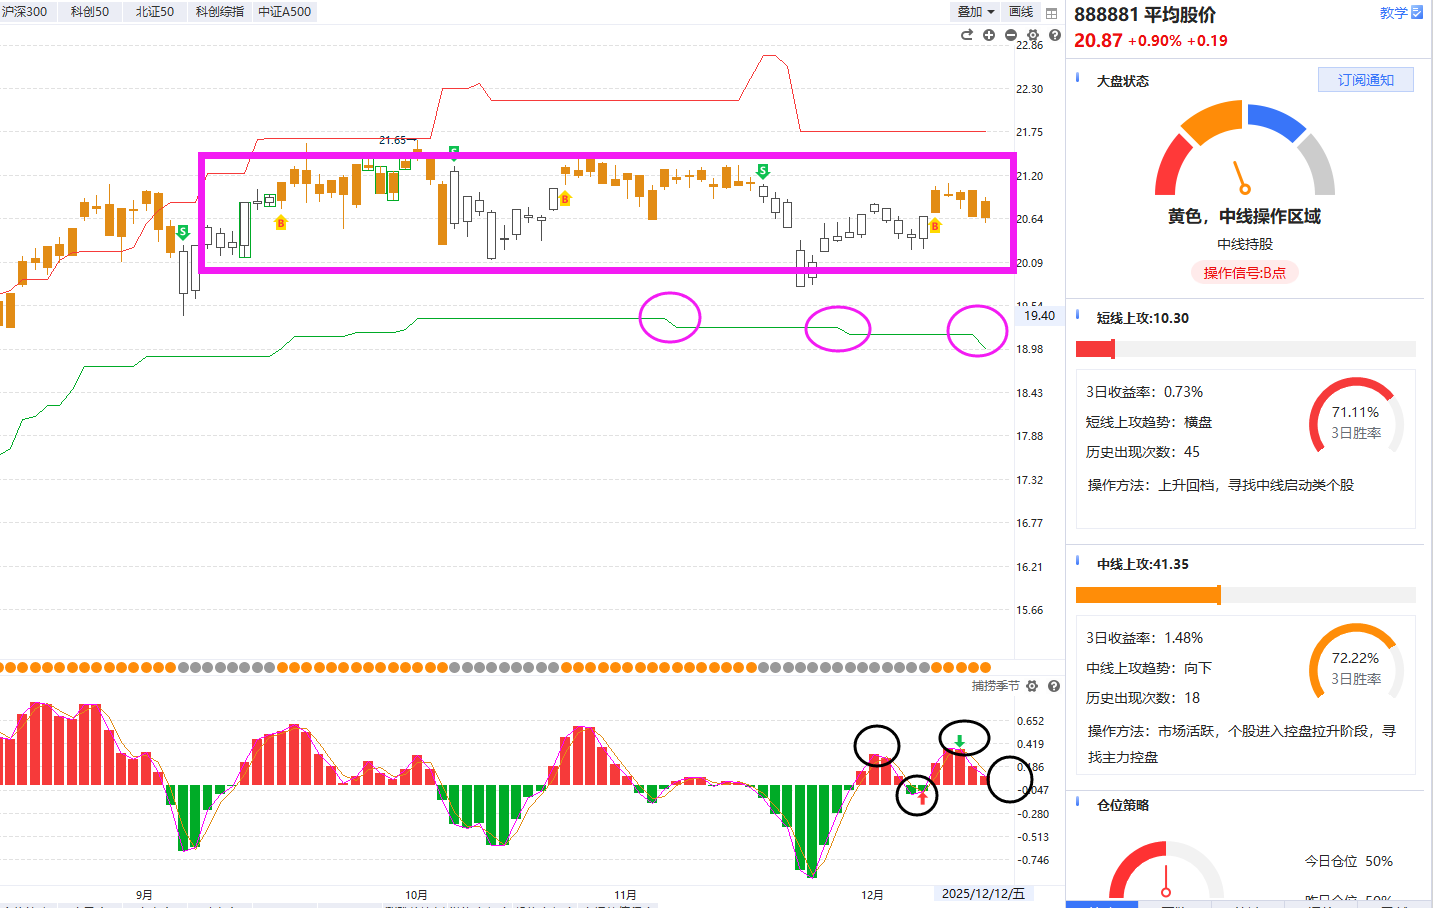 沪深300 科创50 北证50 科创综指 中证A500 叠加 画线
888881 平均股价 教学
20.87 +0.90% +0.19
大盘状态 订阅通知
黄色，中线操作区域
中线持股
操作信号:B点
短线上攻:10.30
3日收益率：0.73%
短线上攻趋势：横盘
历史出现次数：45
71.11%
3日胜率
操作方法：上升回档，寻找中线启动类个股
中线上攻:41.35
3日收益率：1.48%
中线上攻趋势：向下
历史出现次数：18
72.22%
3日胜率
操作方法：市场活跃，个股进入控盘拉升阶段，寻
找主力控盘
仓位策略
今日仓位 50%
昨日仓位 50%
22.86
22.30
21.75
21.20
20.64
20.09
19.54
19.40
18.98
18.43
17.88
17.32
16.77
16.21
15.66
21.65
S
S
S
B
B
B
捕捞季节
0.652
0.419
0.186
-0.047
-0.280
-0.513
-0.746
9月 10月 11月 12月 2025/12/12/五